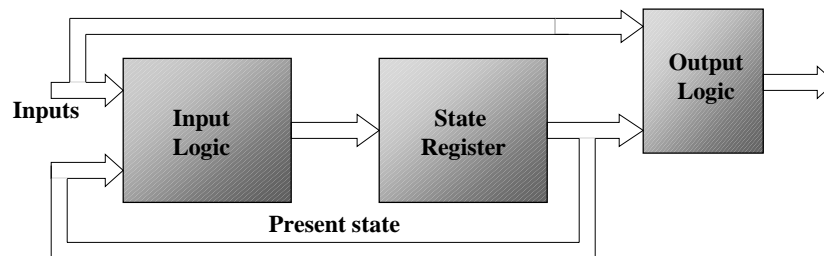 Inputs
Input
Logic
State
Register
Output
Logic
Present state